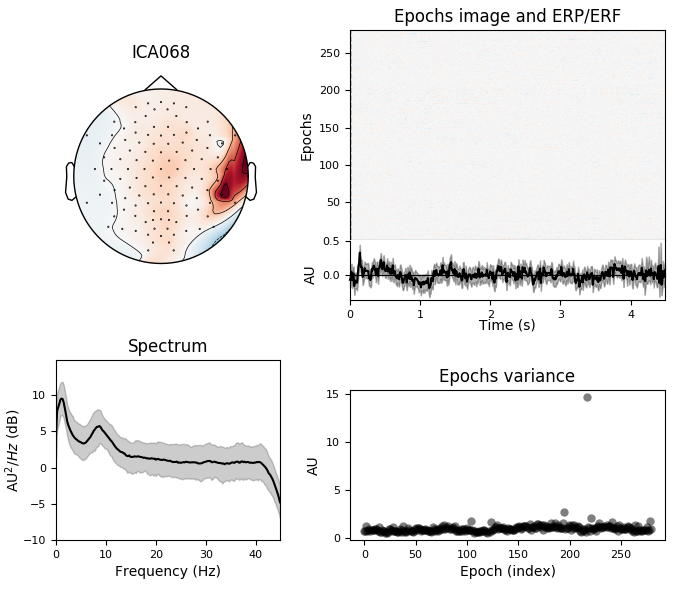 ICA068
Epochs image and ERP/ERF
Epochs
250
200
150
100
50
0.5
0.0
AU
0 1 2 3 4
Time (s)
Spectrum
AU²/Hz (dB)
10
5
0
−5
−10
0 10 20 30 40
Frequency (Hz)
Epochs variance
AU
15
10
5
0
0 50 100 150 200 250
Epoch (index)